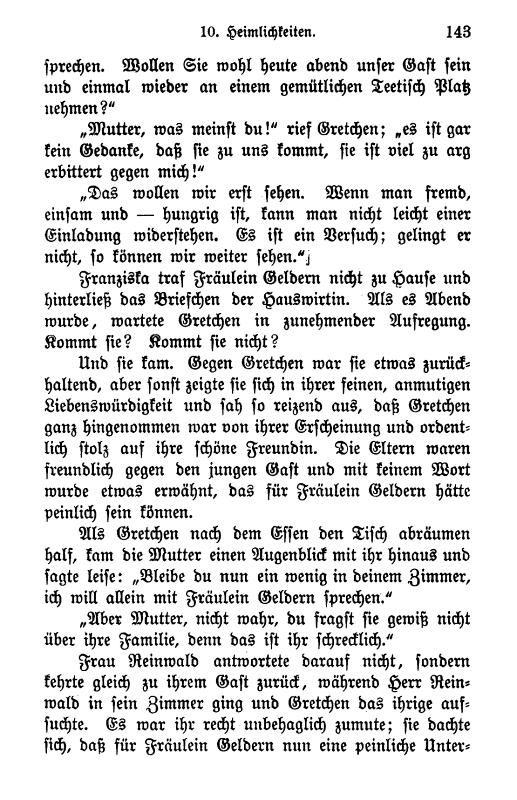 10. Heimlichkeiten. 143
sprechen. Wollen Sie wohl heute abend unser Gast sein
und einmal wieder an einem gemütlichen Teetisch Platz
nehmen?"
„Mutter, was meinst du!" rief Gretchen; „es ist gar
kein Gedanke, daß sie zu uns kommt, sie ist viel zu arg
erbittert gegen mich!"
„Das wollen wir erst sehen. Wenn man fremd,
einsam und — hungrig ist, kann man nicht leicht einer
Einladung widerstehen. Es ist ein Versuch; gelingt er
nicht, so können wir weiter sehen."
Franziska traf Fräulein Geldern nicht zu Hause und
hinterließ das Briefchen der Hauswirtin. Als es Abend
wurde, wartete Gretchen in zunehmender Aufregung.
Kommt sie? Kommt sie nicht?
Und sie kam. Gegen Gretchen war sie etwas zurück-
haltend, aber sonst zeigte sie sich in ihrer feinen, anmutigen
Liebenswürdigkeit und sah so reizend aus, daß Gretchen
ganz hingenommen war von ihrer Erscheinung und ordent-
lich stolz auf ihre schöne Freundin. Die Eltern waren
freundlich gegen den jungen Gast und mit keinem Wort
wurde etwas erwähnt, das für Fräulein Geldern hätte
peinlich sein können.
Als Gretchen nach dem Essen den Tisch abräumen
half, kam die Mutter einen Augenblick mit ihr hinaus und
sagte leise: „Bleibe du nun ein wenig in deinem Zimmer,
ich will allein mit Fräulein Geldern sprechen."
„Aber Mutter, nicht wahr, du fragst sie gewiß nicht
über ihre Familie, denn das ist ihr schrecklich."
Frau Reinwald antwortete darauf nicht, sondern
kehrte gleich zu ihrem Gast zurück, während Herr Rein-
wald in sein Zimmer ging und Gretchen das ihrige auf-
suchte. Es war ihr recht unbehaglich zumute; sie dachte
sich, daß für Fräulein Geldern nun eine peinliche Unter-